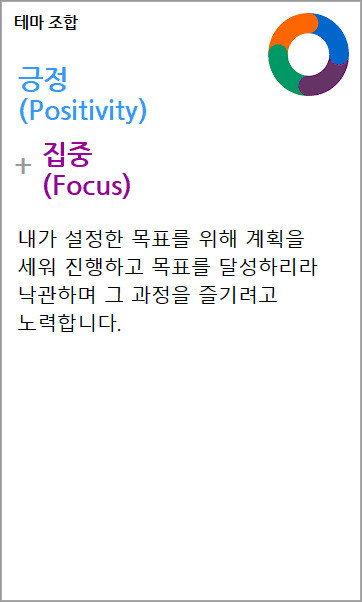 테마 조합
긍정
(Positivity)
+ 집중
(Focus)
내가 설정한 목표를 위해 계획을
세워 진행하고 목표를 달성하리라
낙관하며 그 과정을 즐기려고
노력합니다.